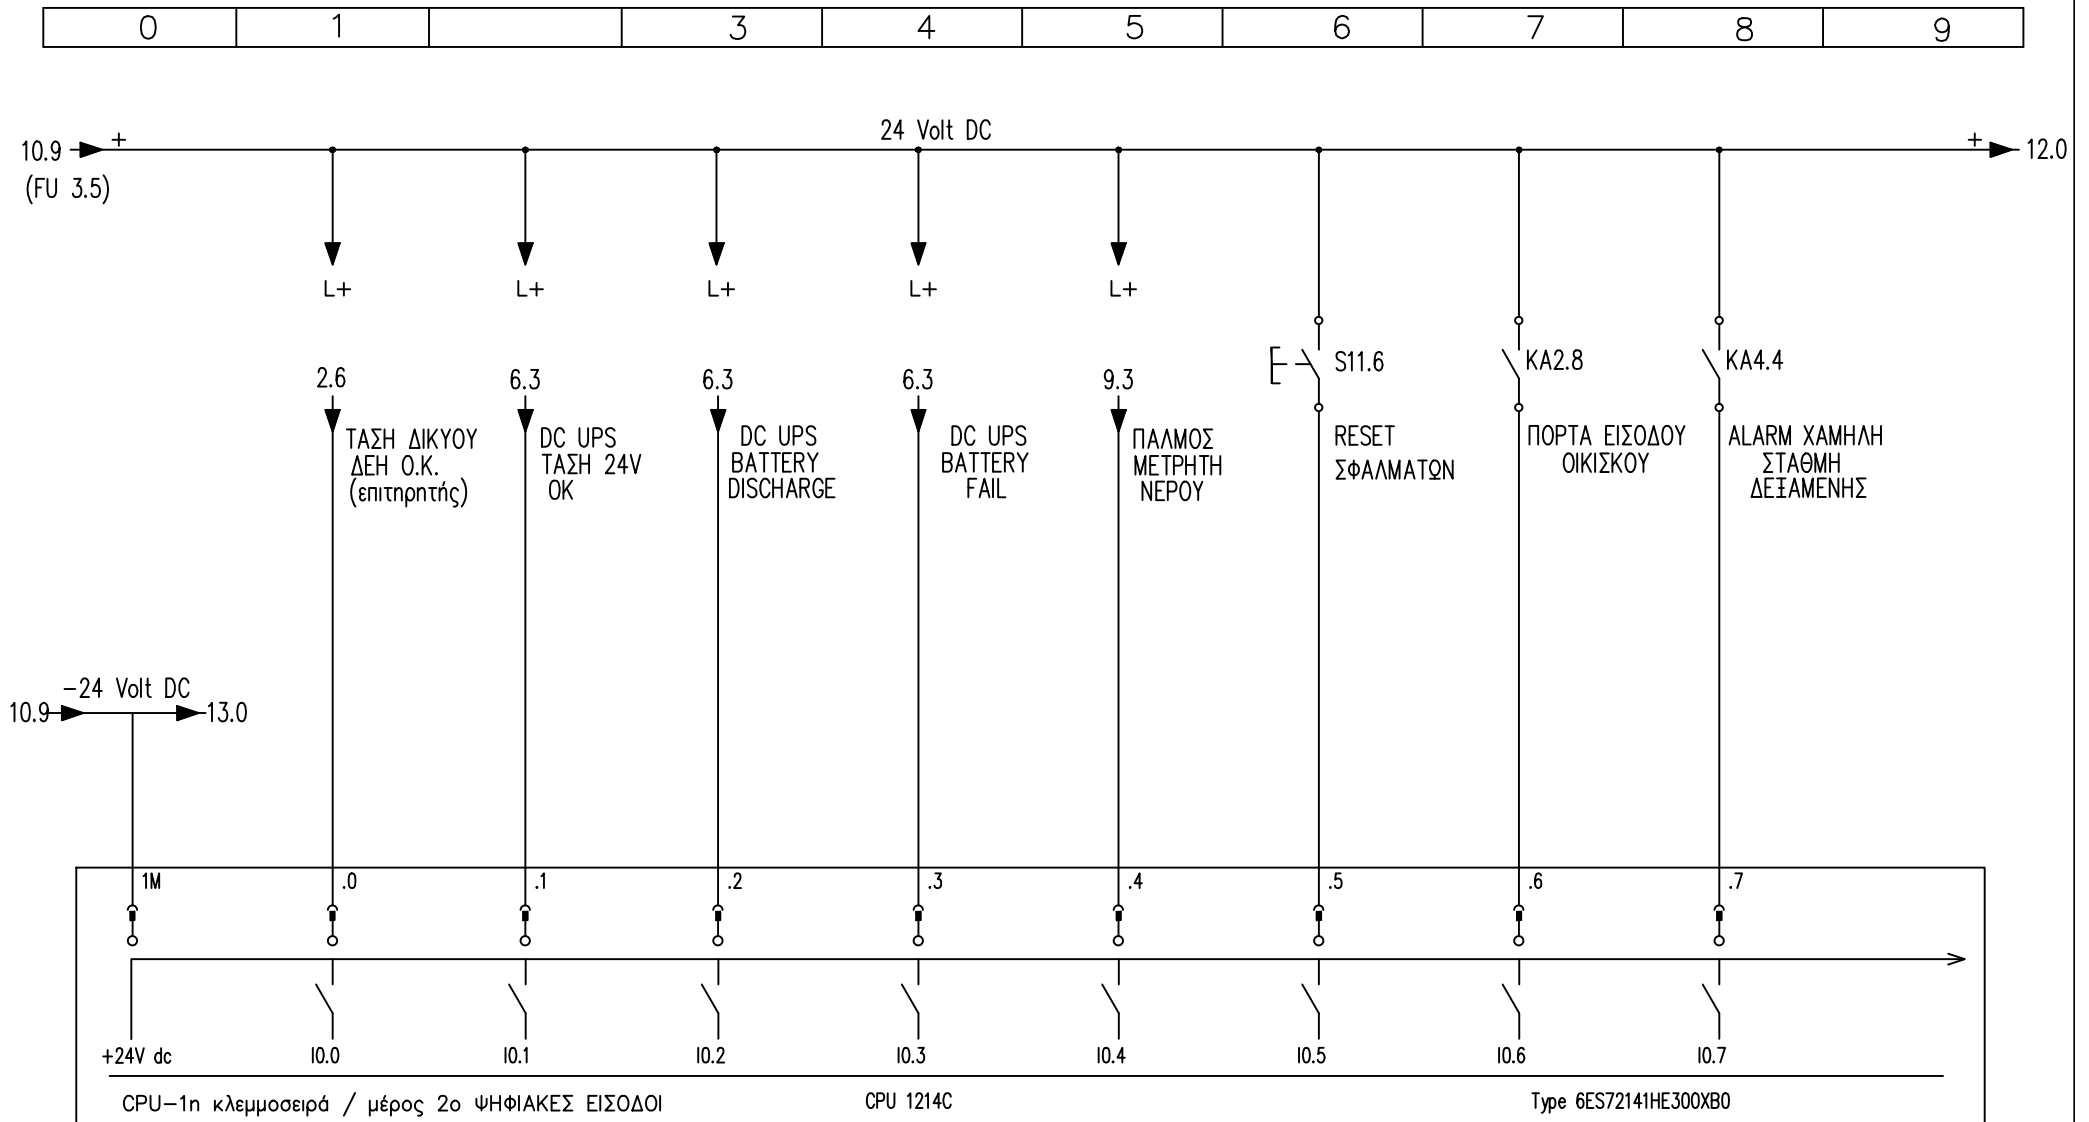 0 1 3 4 5 6 7 8 9
24 Volt DC
10.9 + + 12.0
(FU 3.5)
L+ L+ L+ L+ L+
2.6 6.3 6.3 6.3 9.3 S11.6 KA2.8 KA4.4
ΤΑΣΗ ΔΙΚΥΟΥ
ΔΕΗ Ο.Κ.
(επιτηρητής)
DC UPS
ΤΑΣΗ 24V
OK
DC UPS
BATTERY
DISCHARGE
DC UPS
BATTERY
FAIL
ΠΑΛΜΟΣ
ΜΕΤΡΗΤΗ
ΝΕΡΟΥ
RESET
ΣΦΑΛΜΑΤΩΝ
ΠΟΡΤΑ ΕΙΣΟΔΟΥ
ΟΙΚΙΣΚΟΥ
ALARM ΧΑΜΗΛΗ
ΣΤΑΘΜΗ
ΔΕΞΑΜΕΝΗΣ
-24 Volt DC
10.9 13.0
1M .0 .1 .2 .3 .4 .5 .6 .7
+24V dc I0.0 I0.1 I0.2 I0.3 I0.4 I0.5 I0.6 I0.7
CPU-1η κλεμμοσειρά / μέρος 2ο ΨΗΦΙΑΚΕΣ ΕΙΣΟΔΟΙ CPU 1214C Type 6ES72141HE300XB0